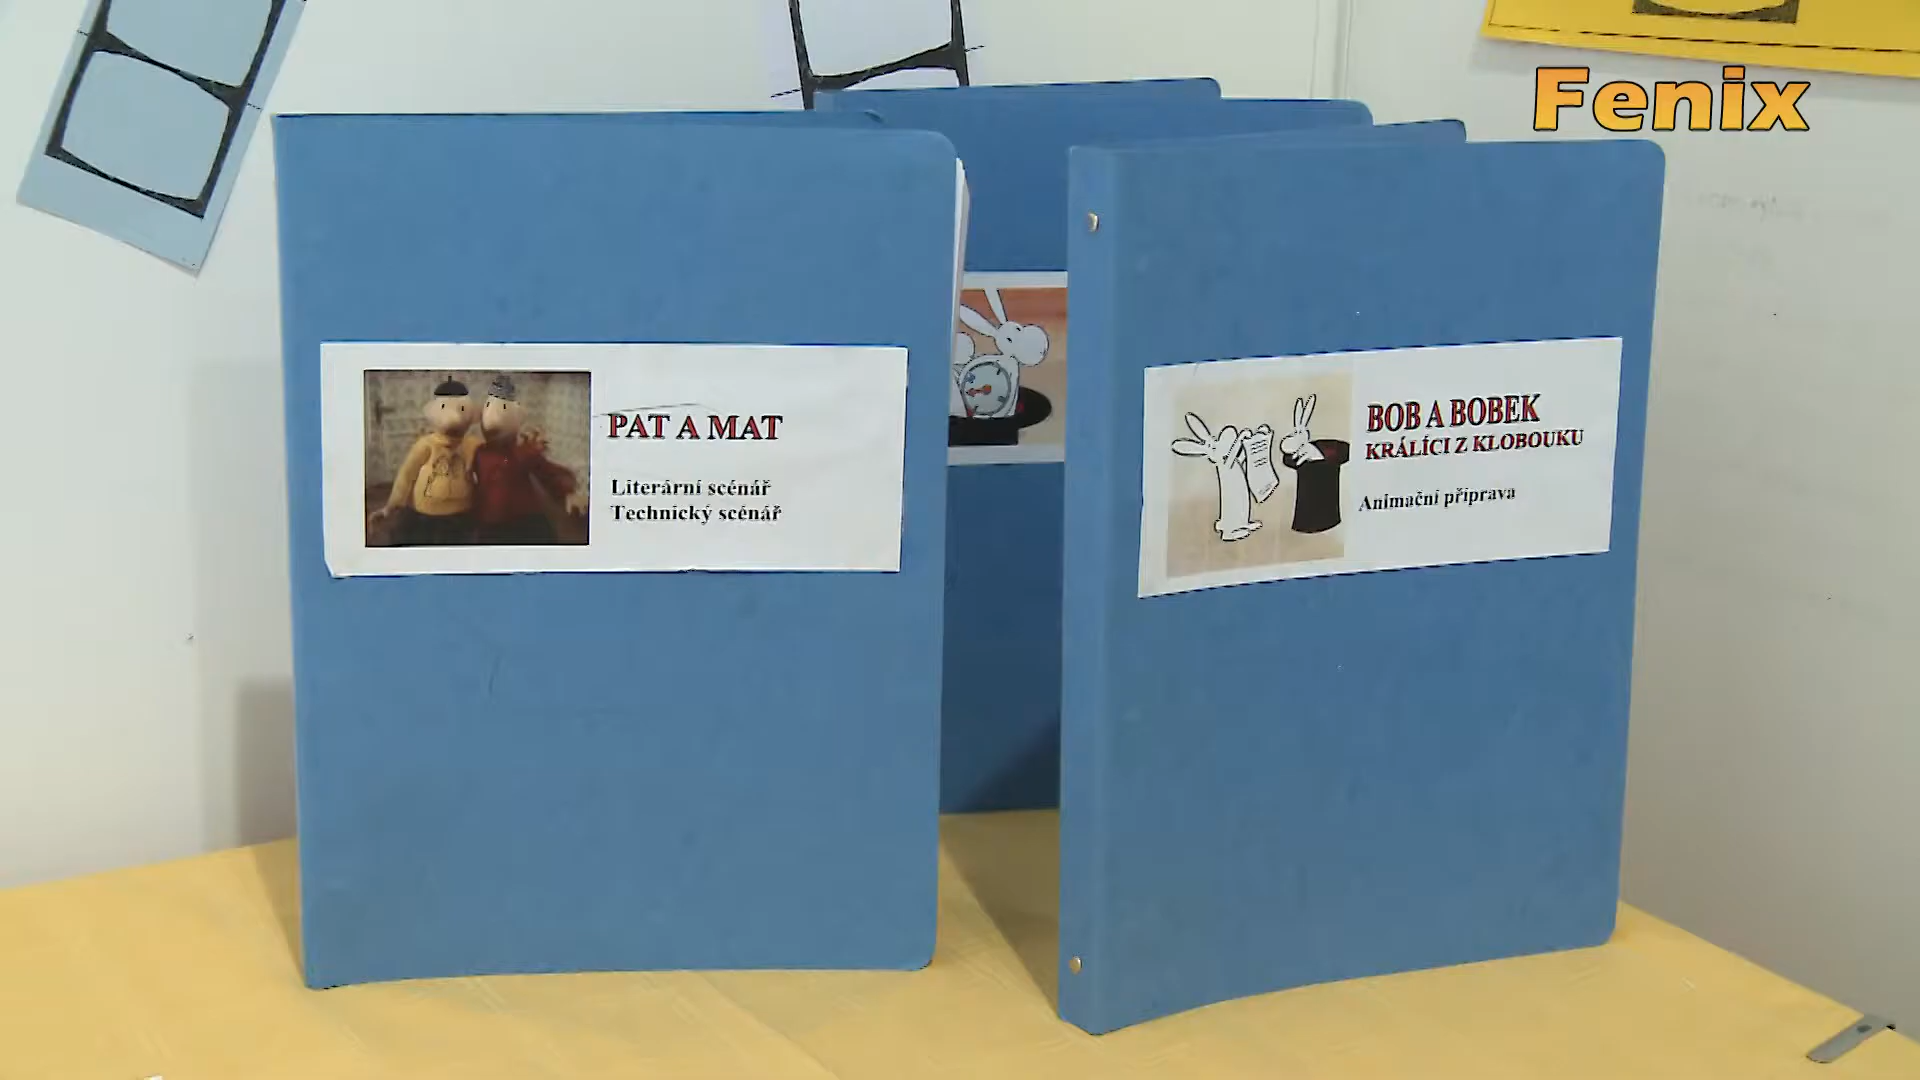 Fenix
PAT A MAT
Literární scénář
Technický scénář
BOB A BOBEK
KRÁLÍCI Z KLOBOUKU
Animační příprava